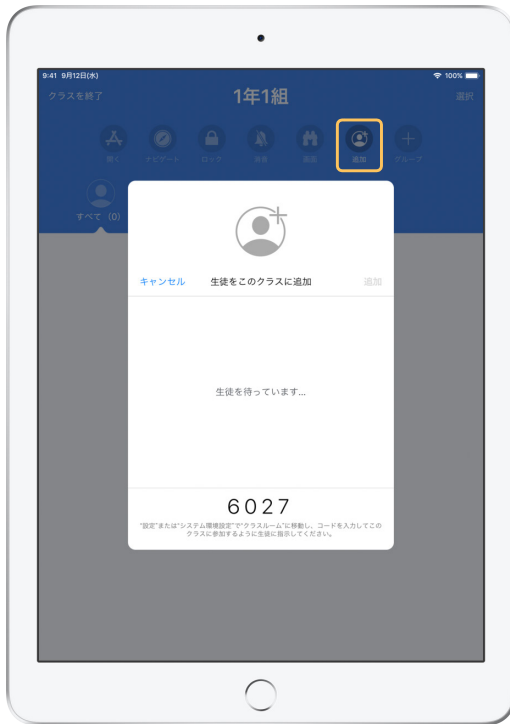 9:41 9月12日(水)
100%
クラスを終了
1年1組
選択
開く
ナビゲート
ロック
消音
画面
追加
グループ
すべて (0)
キャンセル
生徒をこのクラスに追加
追加
生徒を待っています...
6027
"設定"または"システム環境設定"で"クラスルーム"に移動し、コードを入力してこの
クラスに参加するように生徒に指示してください。